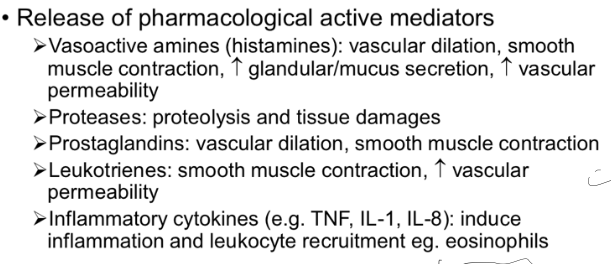 • Release of pharmacological active mediators
➢Vasoactive amines (histamines): vascular dilation, smooth
muscle contraction, ↑ glandular/mucus secretion, ↑ vascular
permeability
➢Proteases: proteolysis and tissue damages
➢Prostaglandins: vascular dilation, smooth muscle contraction
➢Leukotrienes: smooth muscle contraction, ↑ vascular
permeability
➢Inflammatory cytokines (e.g. TNF, IL-1, IL-8): induce
inflammation and leukocyte recruitment eg. eosinophils